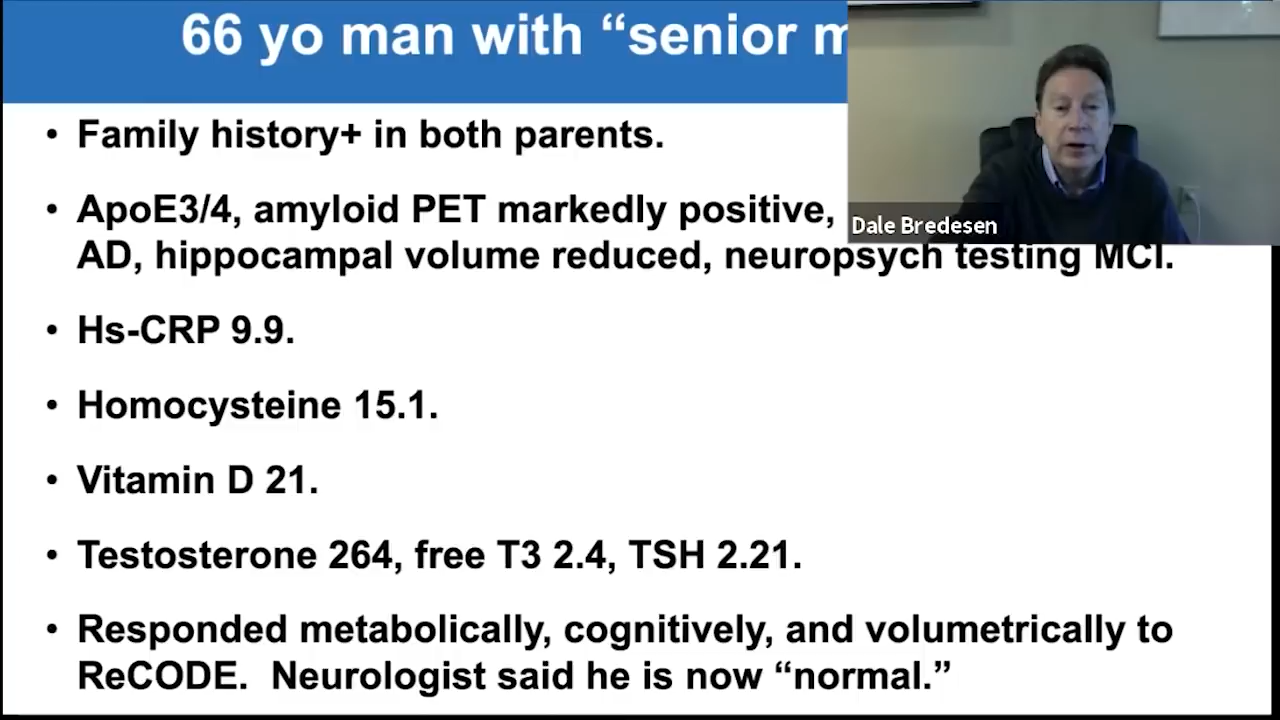 66 yo man with “senior m
• Family history+ in both parents.
• ApoE3/4, amyloid PET markedly positive,
Dale Bredesen
AD, hippocampal volume reduced, neuropsych testing MCI.
• Hs-CRP 9.9.
• Homocysteine 15.1.
• Vitamin D 21.
• Testosterone 264, free T3 2.4, TSH 2.21.
• Responded metabolically, cognitively, and volumetrically to
ReCODE.  Neurologist said he is now “normal.”